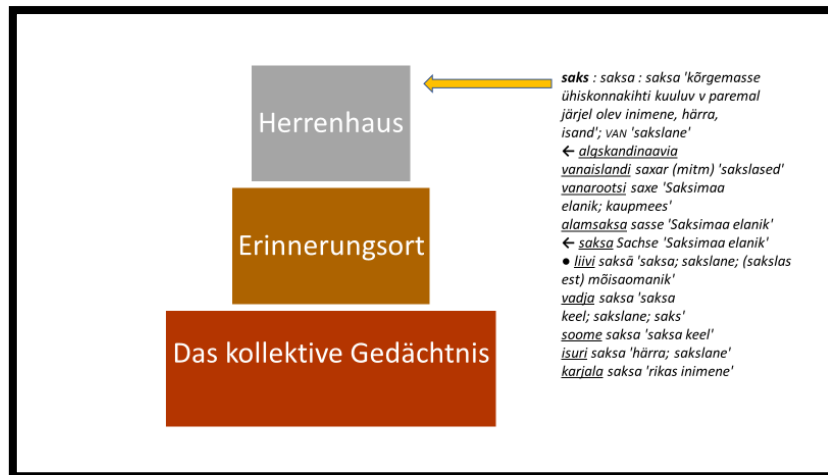 Herrenhaus
Erinnerungsort
Das kollektive Gedächtnis
saks : saksa : saksa 'kõrgemasse
ühiskonnakihti kuuluv v paremal
järjel olev inimene, härra,
isand'; VAN 'sakslane'
← algskandinaavia
vanaislandi saxar (mitm) 'sakslased'
vanarootsi saxe 'Saksimaa
elanik; kaupmees'
alamsaksa sasse 'Saksimaa elanik'
← saksa Sachse 'Saksimaa elanik'
● liivi saksā 'saksa; sakslane; (sakslas
est) mõisaomanik'
vadja saksa 'saksa
keel; sakslane; saks'
soome saksa 'saksa keel'
isuri saksa 'härra; sakslane'
karjala saksa 'rikas inimene'